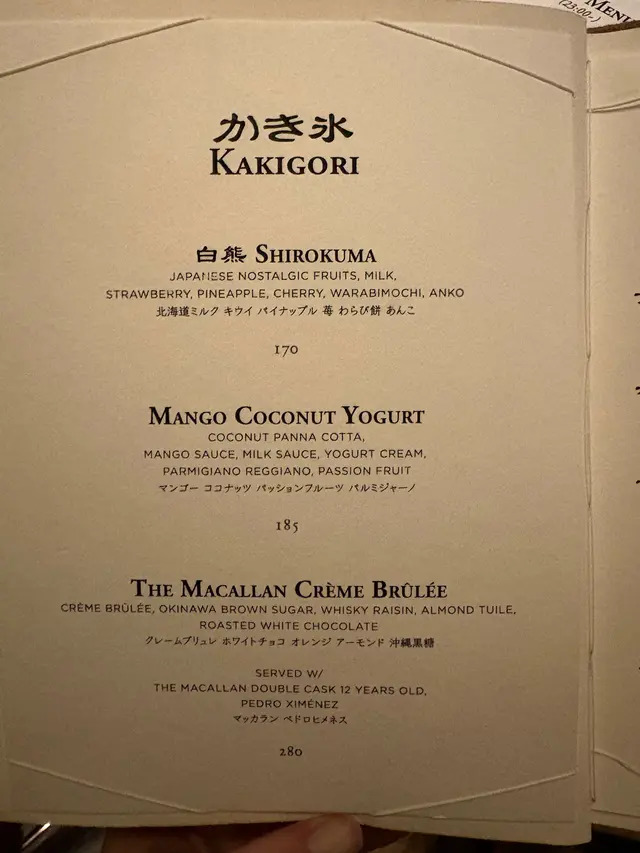 MENU
(23:00-)
かき氷
KAKIGORI
白熊 SHIROKUMA
JAPANESE NOSTALGIC FRUITS, MILK,
STRAWBERRY, PINEAPPLE, CHERRY, WARABIMOCHI, ANKO
北海道ミルク キウイ パイナップル 苺 わらび餅 あんこ
170
MANGO COCONUT YOGURT
COCONUT PANNA COTTA,
MANGO SAUCE, MILK SAUCE, YOGURT CREAM,
PARMIGIANO REGGIANO, PASSION FRUIT
マンゴー ココナッツ パッションフルーツ パルミジャーノ
185
THE MACALLAN CRÈME BRÛLÉE
CRÈME BRÛLÉE, OKINAWA BROWN SUGAR, WHISKY RAISIN, ALMOND TUILE,
ROASTED WHITE CHOCOLATE
クレームブリュレ ホワイトチョコ オレンジ アーモンド 沖縄黒糖
SERVED W/
THE MACALLAN DOUBLE CASK 12 YEARS OLD,
PEDRO XIMÉNEZ
マッカラン ペドロヒメネス
280